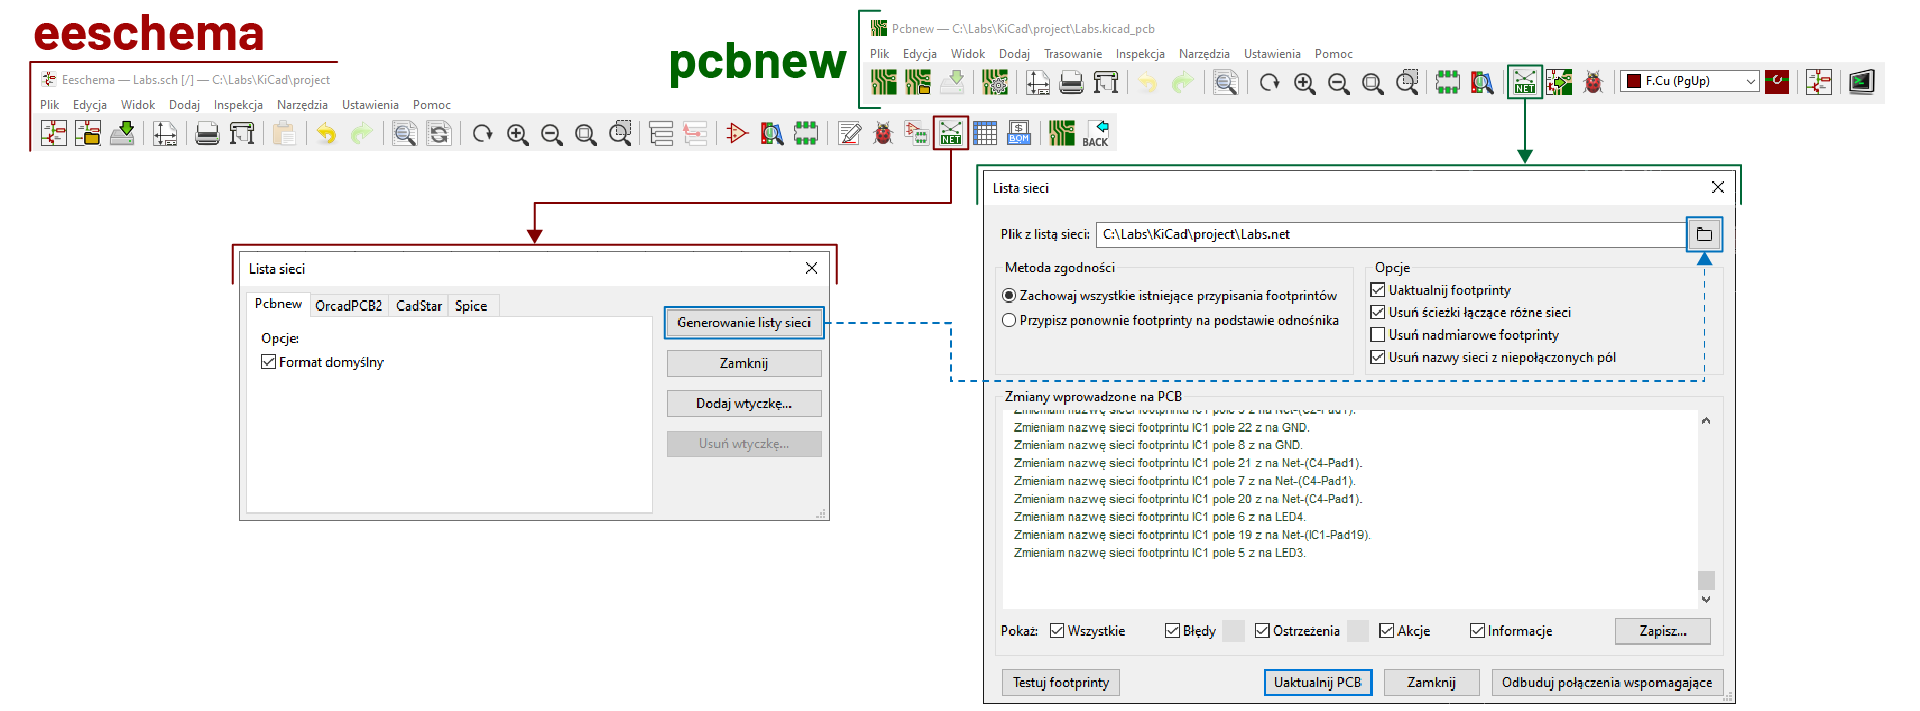 eeschema
Eeschema — Labs.sch [/] — C:\Labs\KiCad\project
Plik Edycja Widok Dodaj Inspekcja Narzędzia Ustawienia Pomoc
NET BOM BACK
pcbnew
Pcbnew — C:\Labs\KiCad\project\Labs.kicad_pcb
Plik Edycja Widok Dodaj Trasowanie Inspekcja Narzędzia Ustawienia Pomoc
NET F.Cu (PgUp)
Lista sieci
Pcbnew OrcadPCB2 CadStar Spice
Opcje:
Format domyślny
Generowanie listy sieci
Zamknij
Dodaj wtyczkę...
Usuń wtyczkę...
Lista sieci
Plik z listą sieci: C:\Labs\KiCad\project\Labs.net
Metoda zgodności
Zachowaj wszystkie istniejące przypisania footprintów
Przypisz ponownie footprinty na podstawie odnośnika
Opcje
Uaktualnij footprinty
Usuń ścieżki łączące różne sieci
Usuń nadmiarowe footprinty
Usuń nazwy sieci z niepołączonych pól
Zmiany wprowadzone na PCB
Zmieniam nazwę sieci footprintu IC1 pole 22 z na GND.
Zmieniam nazwę sieci footprintu IC1 pole 8 z na GND.
Zmieniam nazwę sieci footprintu IC1 pole 21 z na Net-(C4-Pad1).
Zmieniam nazwę sieci footprintu IC1 pole 7 z na Net-(C4-Pad1).
Zmieniam nazwę sieci footprintu IC1 pole 20 z na Net-(C4-Pad1).
Zmieniam nazwę sieci footprintu IC1 pole 6 z na LED4.
Zmieniam nazwę sieci footprintu IC1 pole 19 z na Net-(IC1-Pad19).
Zmieniam nazwę sieci footprintu IC1 pole 5 z na LED3.
Pokaż: Wszystkie Błędy Ostrzeżenia Akcje Informacje Zapisz...
Testuj footprinty Uaktualnij PCB Zamknij Odbuduj połączenia wspomagające